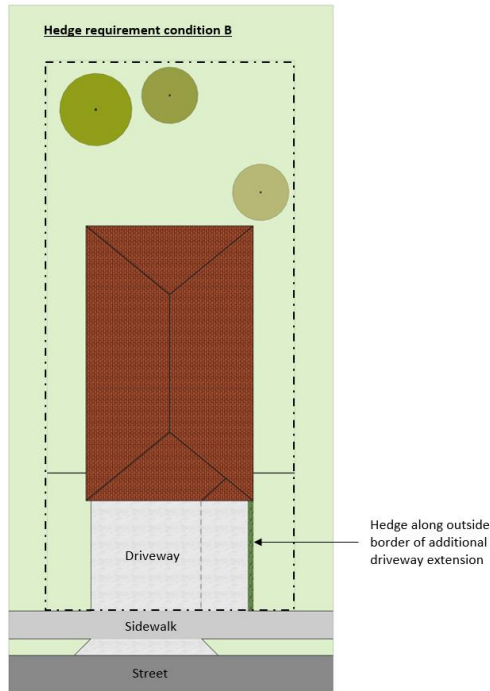 Hedge requirement condition B
Hedge along outside
border of additional
driveway extension
Driveway
Sidewalk
Street